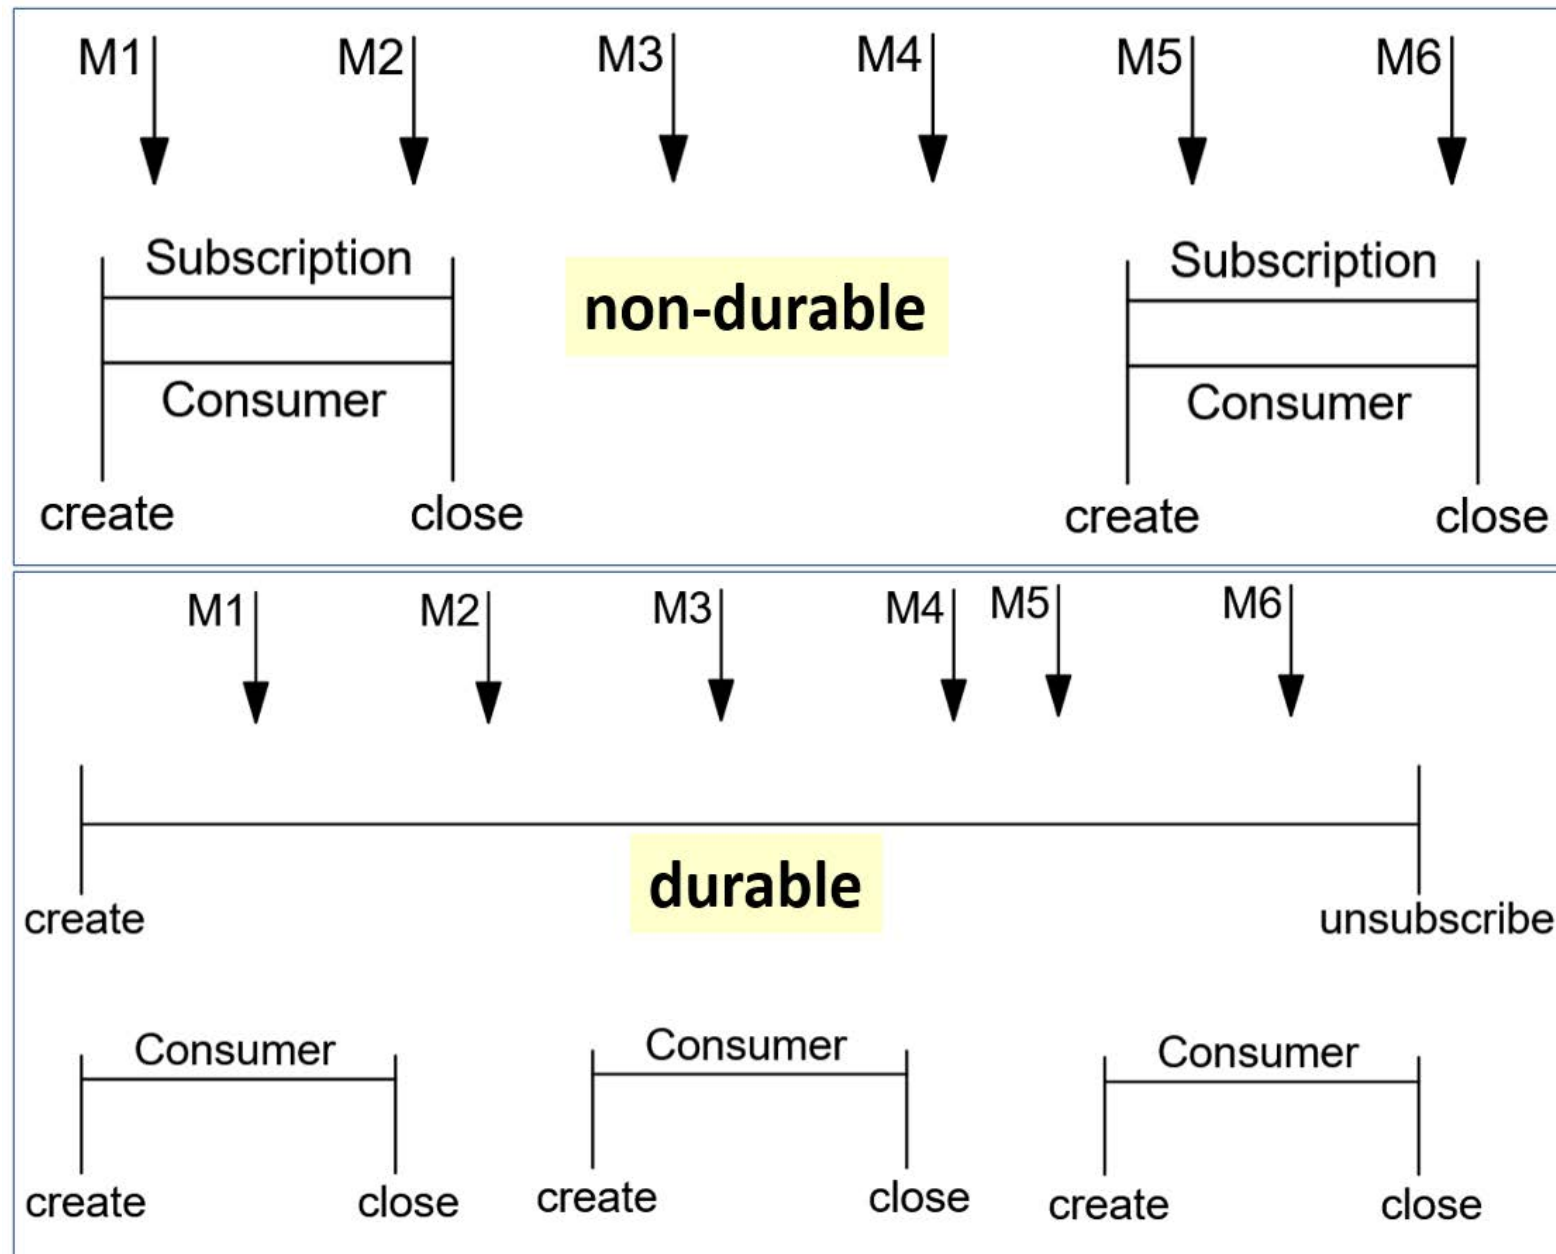 M1 M2 M3 M4 M5 M6
Subscription Subscription
non-durable
Consumer Consumer
create close create close
M1 M2 M3 M4 M5 M6
durable
create unsubscribe
Consumer Consumer Consumer
create close create close create close